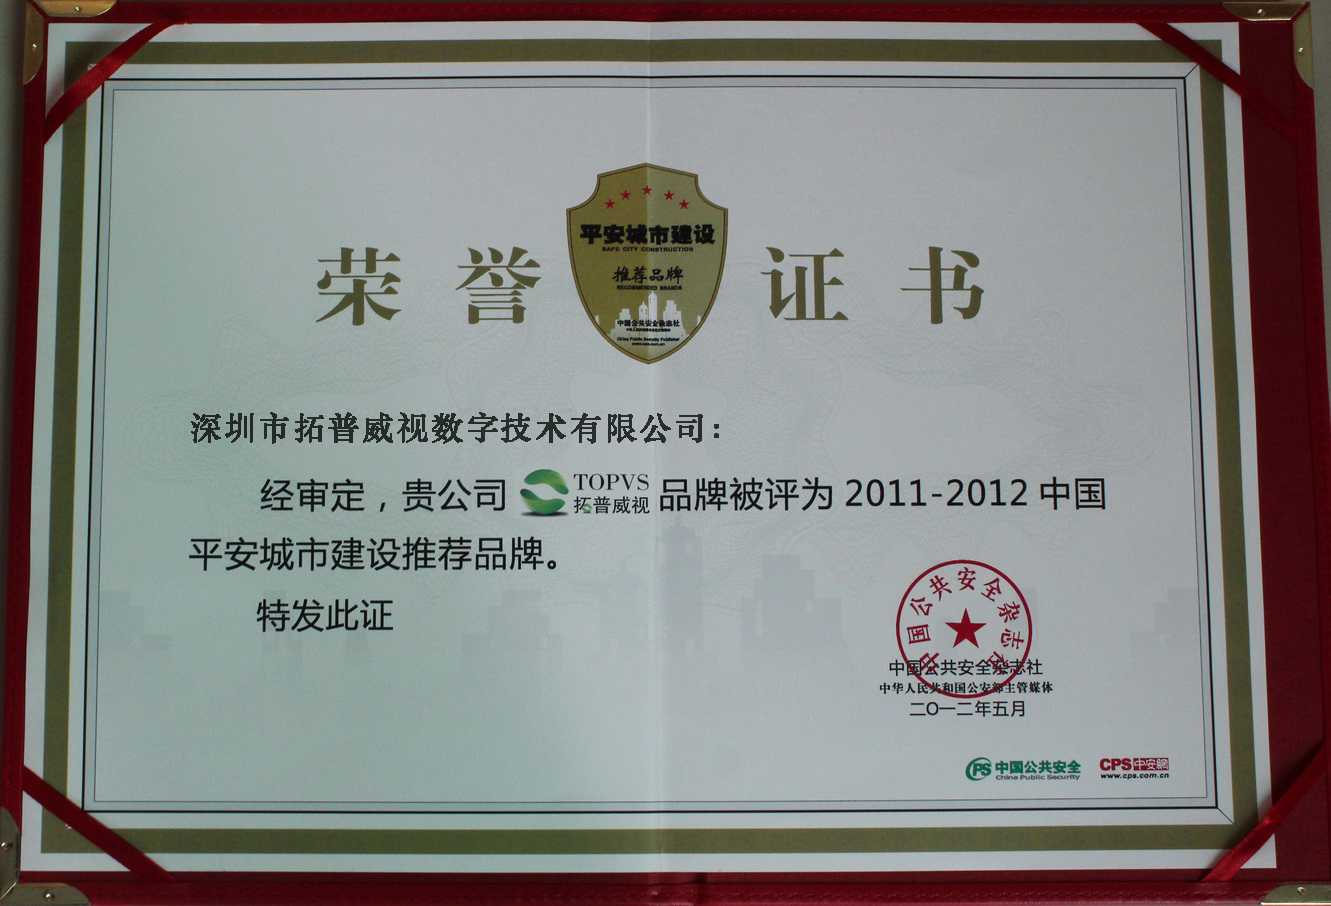 荣誉证书
平安城市建设
SAFE CITY CONSTRUCTION
推荐品牌
RECOMMENDED BRANDS
中国公共安全杂志社
China Public Security Publisher
www.cps.com.cn
深圳市拓普威视数字技术有限公司:
经审定，贵公司 TOPVS 拓普威视 品牌被评为 2011-2012 中国
平安城市建设推荐品牌。
特发此证
中国公共安全杂志社
中国公共安全杂志社
中华人民共和国公安部主管媒体
二〇一二年五月
PS 中国公共安全
China Public Security
CPS 中安网
www.cps.com.cn